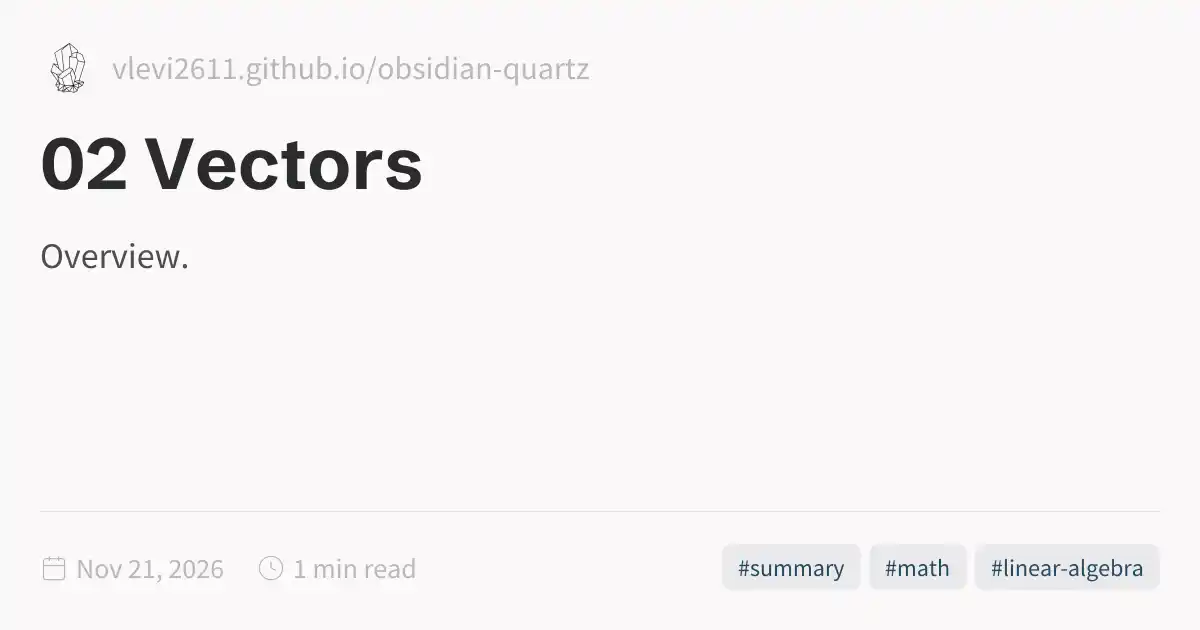 vlevi2611.github.io/obsidian-quartz
02 Vectors
Overview.
Nov 21, 2026 1 min read #summary #math #linear-algebra